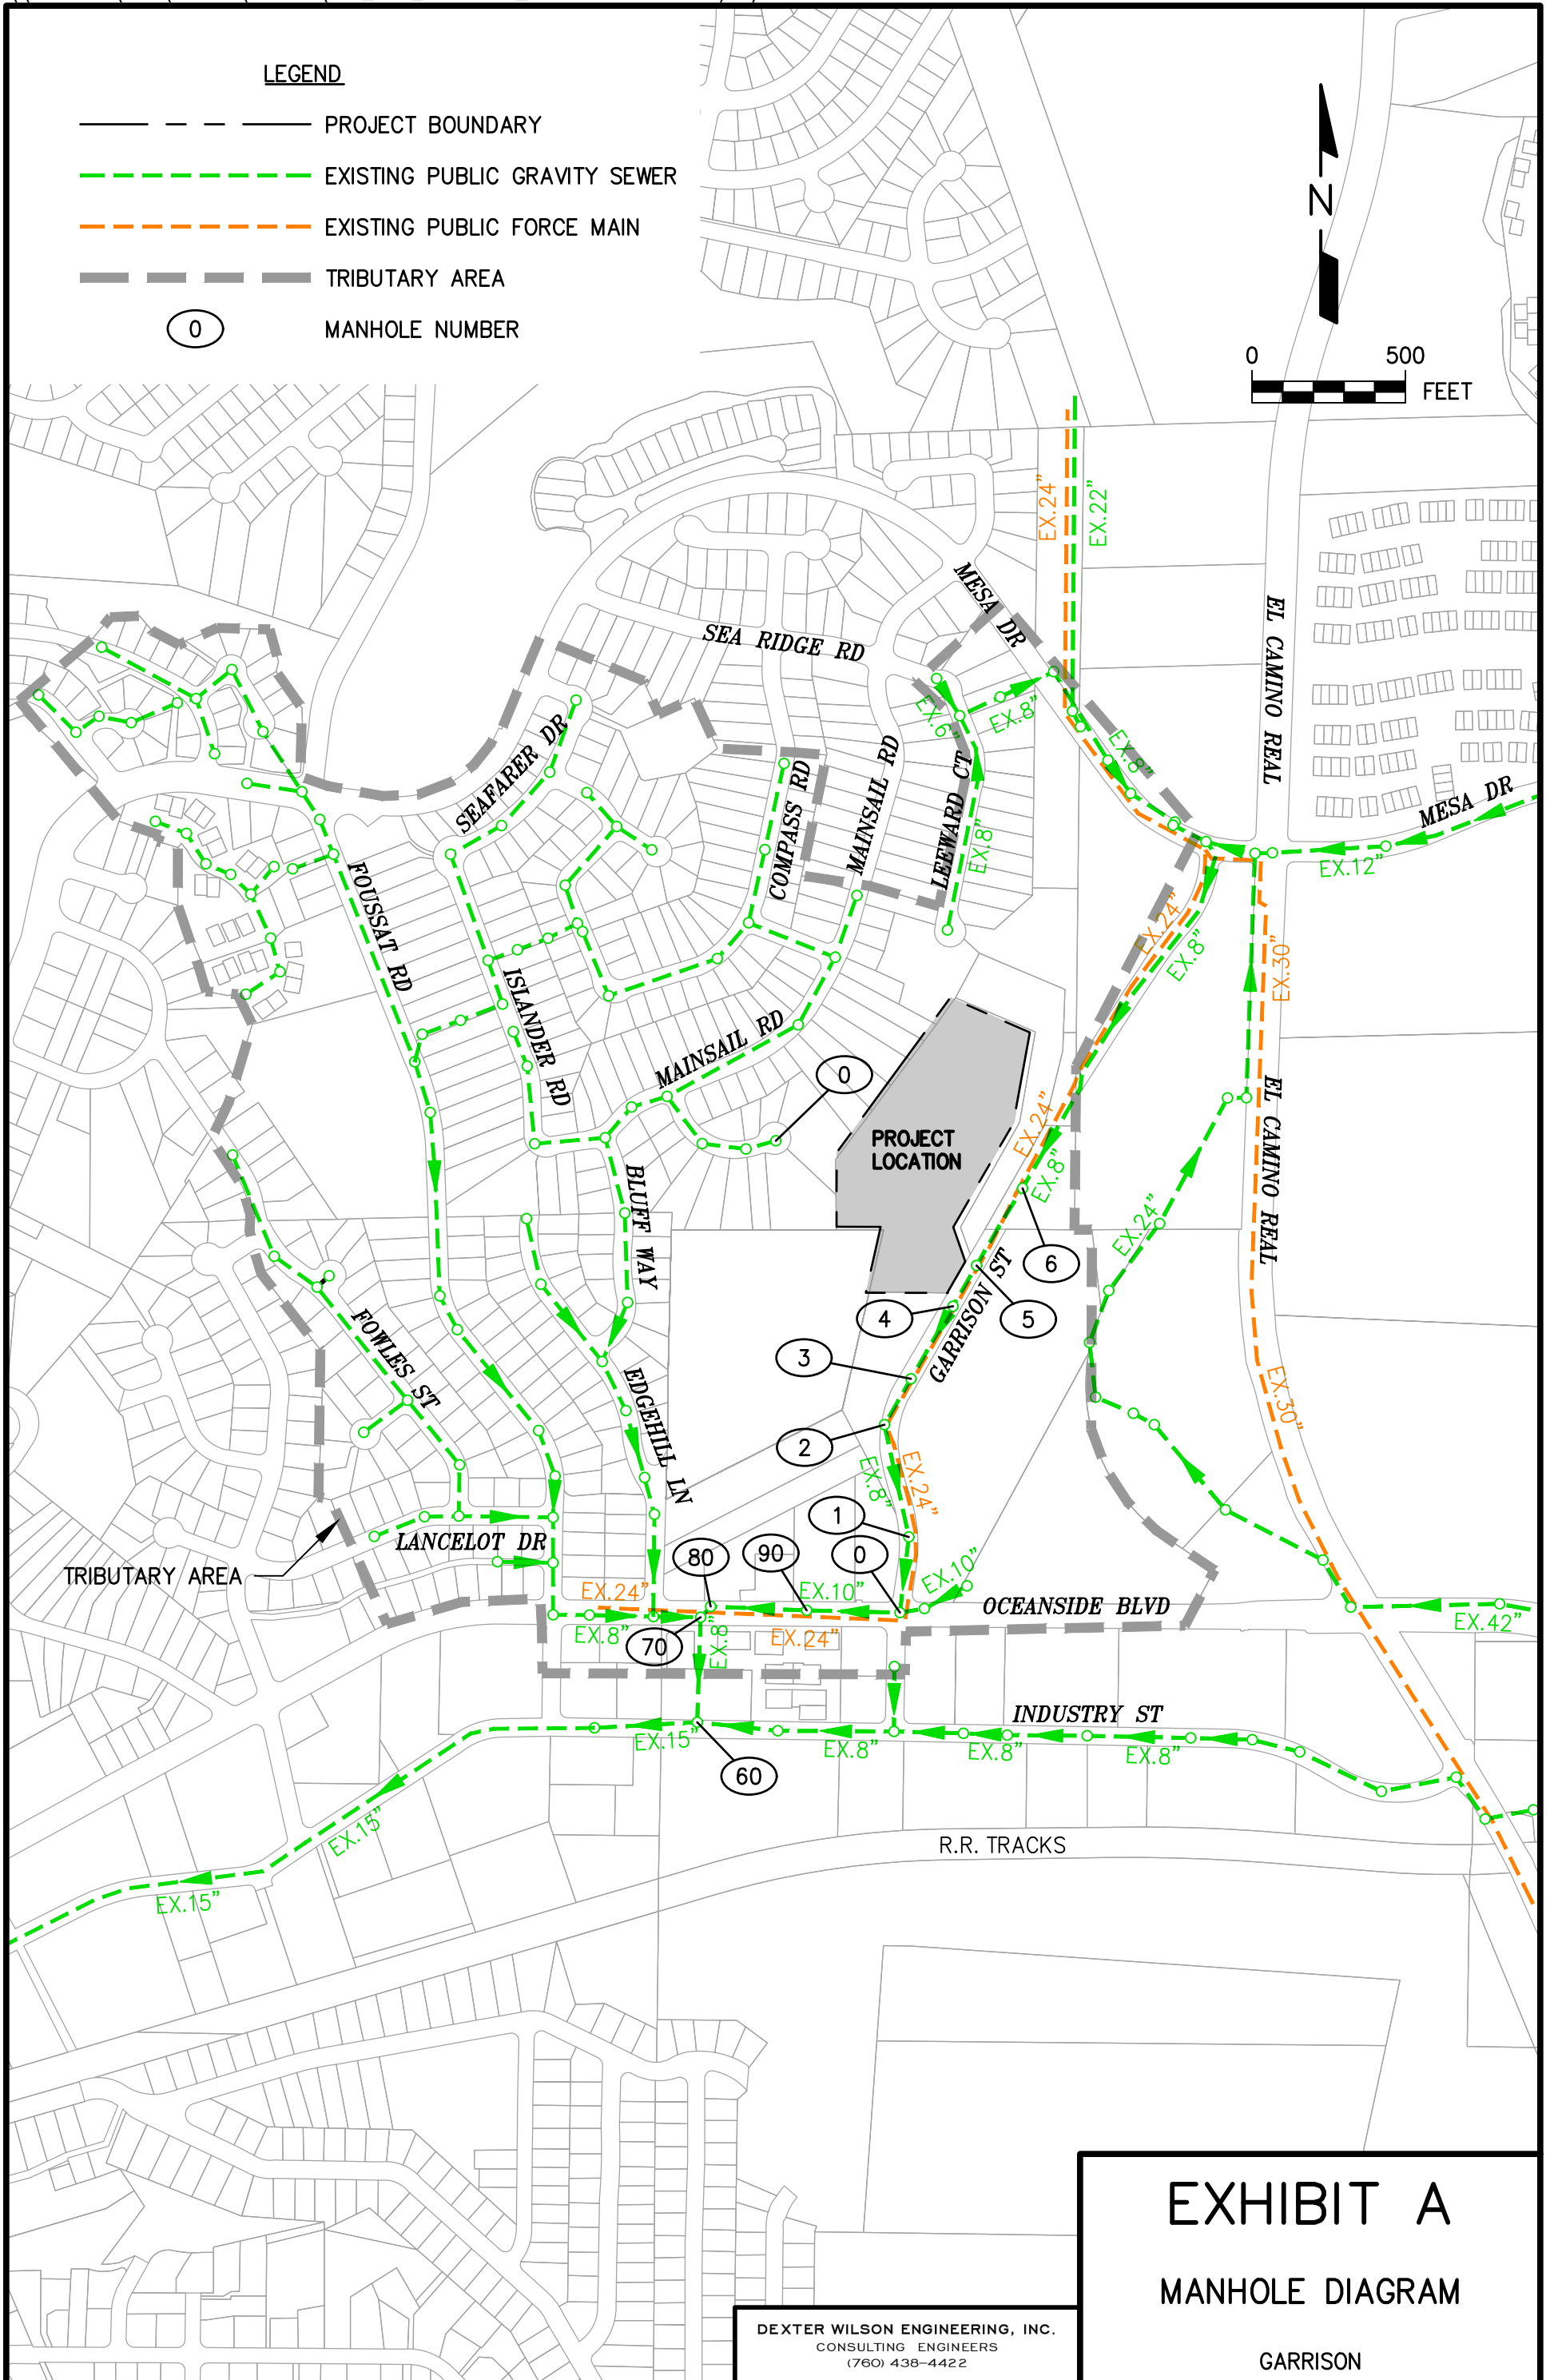 LEGEND
PROJECT BOUNDARY
EXISTING PUBLIC GRAVITY SEWER
EXISTING PUBLIC FORCE MAIN
TRIBUTARY AREA
0
MANHOLE NUMBER
N
0 500
FEET
EX.24"
EX.22"
MESA DR
EL CAMINO REAL
SEA RIDGE RD
EX.6"
EX.8"
SEAFARER DR
COMPASS RD
MAINSAIL RD
LEEWARD CT
EX.8"
EX.8"
MESA DR
EX.12"
FOUSSAT RD
ISLANDER RD
EX.24"
EX.8"
EX.30"
MAINSAIL RD
0
PROJECT
LOCATION
EX.24"
EX.8"
EL CAMINO REAL
BLUFF WAY
EX.24"
6
GARRISON ST
5
4
3
FOWLES ST
EDGEHILL LN
EX.30"
2
EX.8"
EX.24"
1
LANCELOT DR
80
90
0
TRIBUTARY AREA
EX.24"
EX.10"
EX.10"
OCEANSIDE BLVD
EX.42"
EX.8"
70
EX.8"
EX.24"
INDUSTRY ST
EX.15"
EX.8"
EX.8"
EX.8"
60
EX.15"
R.R. TRACKS
EX.15"
EXHIBIT A
MANHOLE DIAGRAM
GARRISON
DEXTER WILSON ENGINEERING, INC.
CONSULTING ENGINEERS
(760) 438-4422